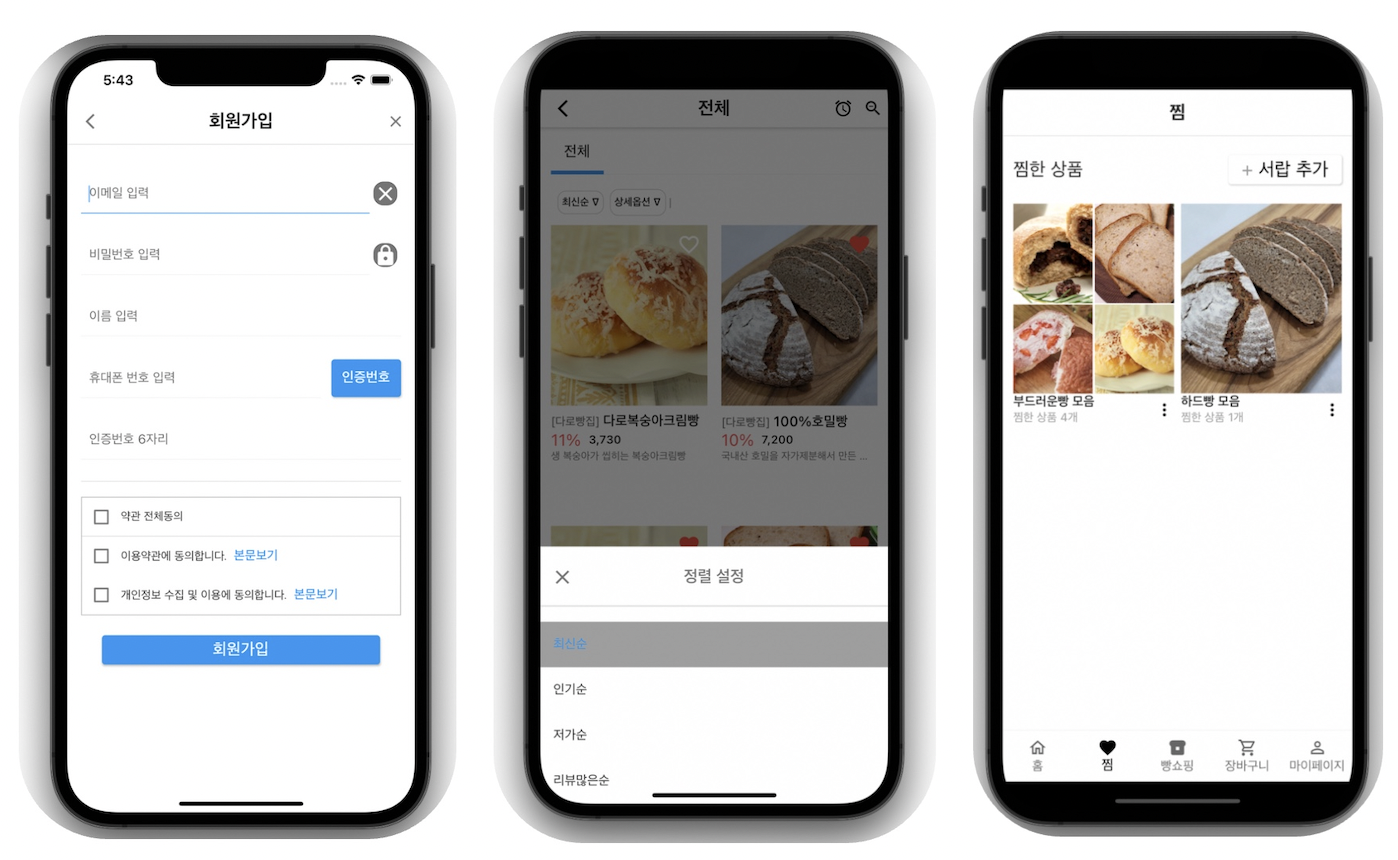 5:43
회원가입
이메일 입력
비밀번호 입력
이름 입력
휴대폰 번호 입력
인증번호
인증번호 6자리
약관 전체동의
이용약관에 동의합니다. 본문보기
개인정보 수집 및 이용에 동의합니다. 본문보기
회원가입
전체
전체
최신순 ∇ 상세옵션 ∇
[다로빵집] 다로복숭아크림빵
11% 3,730
생 복숭아가 씹히는 복숭아크림빵
[다로빵집] 100%호밀빵
10% 7,200
국내산 호밀을 자가제분해서 만든 ...
정렬 설정
최신순
인기순
저가순
리뷰많은순
찜
찜한 상품
+ 서랍 추가
부드러운빵 모음
찜한 상품 4개
하드빵 모음
찜한 상품 1개
홈
찜
빵쇼핑
장바구니
마이페이지